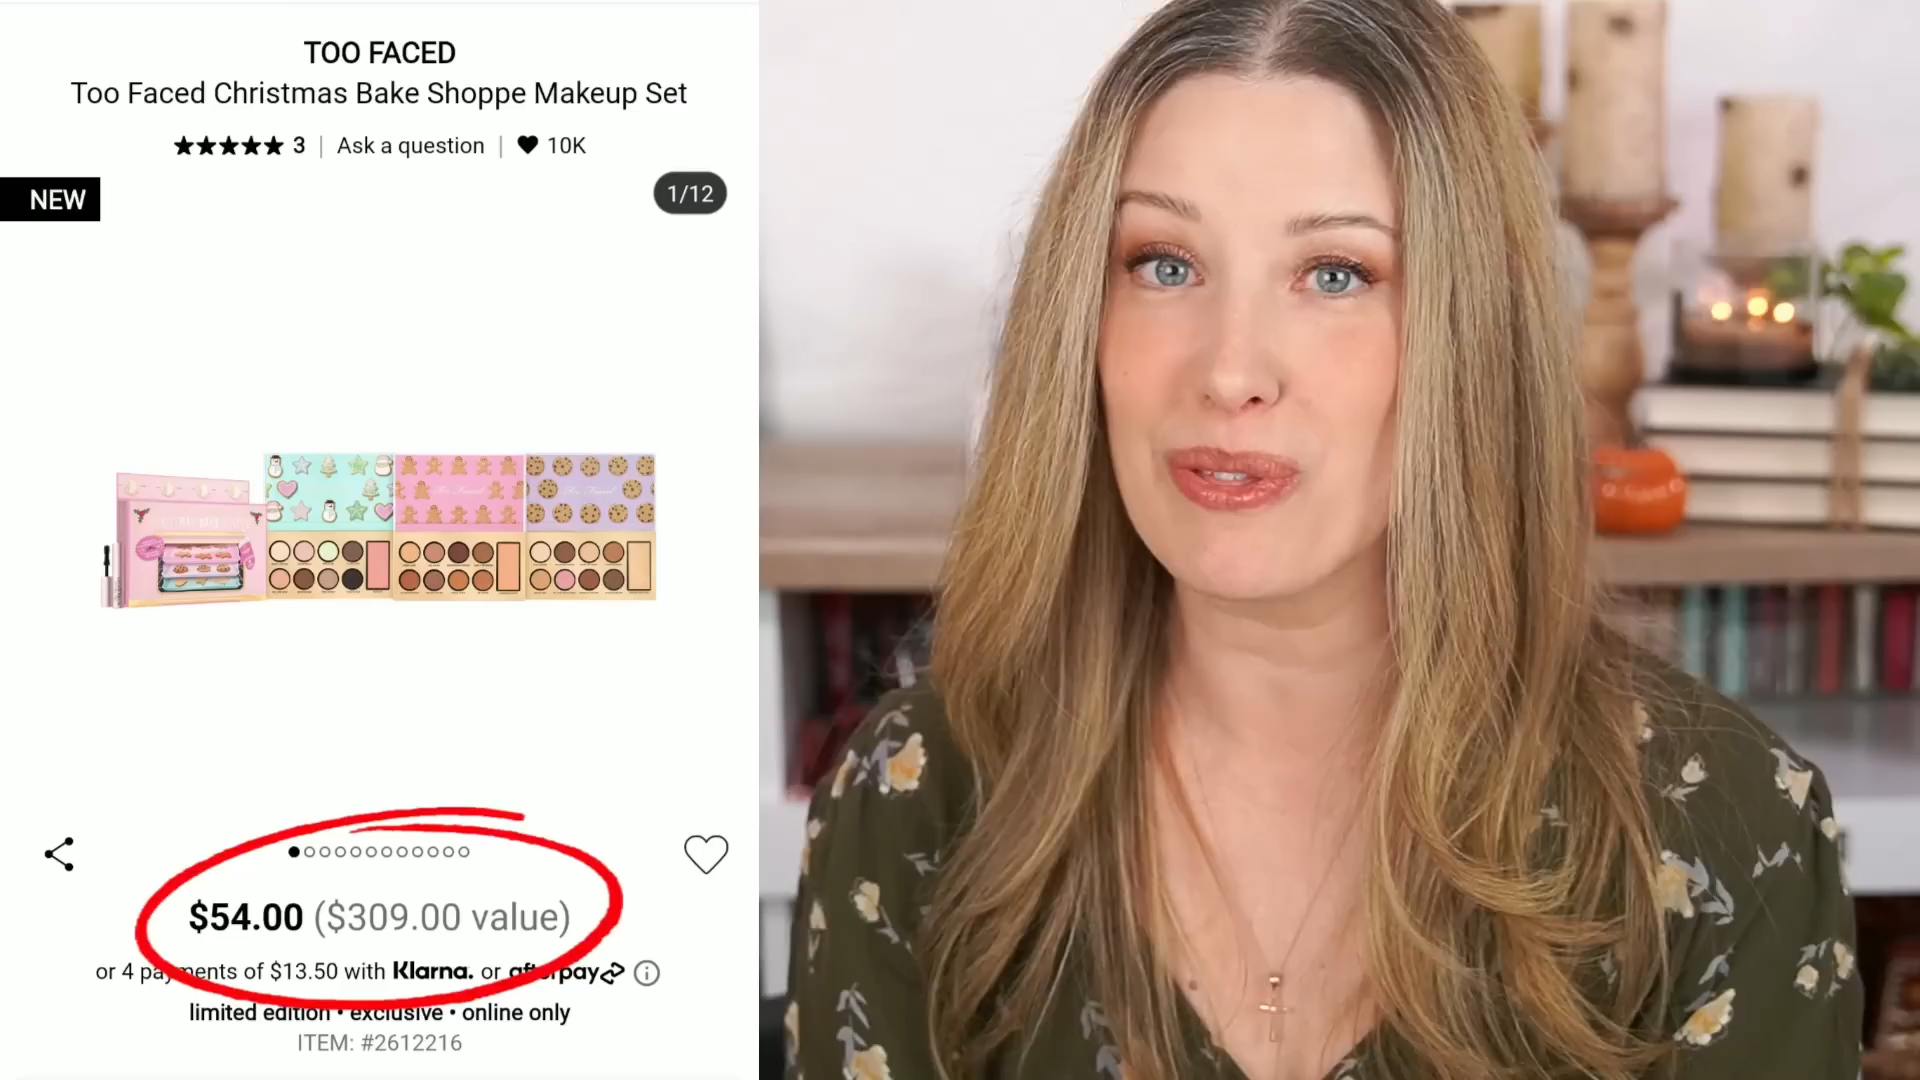 TOO FACED
Too Faced Christmas Bake Shoppe Makeup Set
3 | Ask a question | 10K
NEW
1/12
$54.00 ($309.00 value)
or 4 payments of $13.50 with Klarna. or afterpay
limited edition • exclusive • online only
ITEM: #2612216